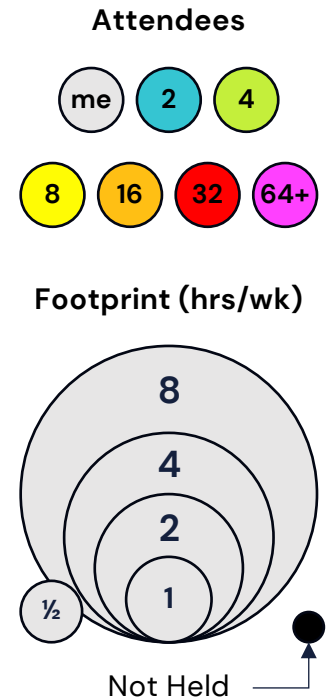 Attendees
me 2 4
8 16 32 64+
Footprint (hrs/wk)
8
4
2
1
½
Not Held